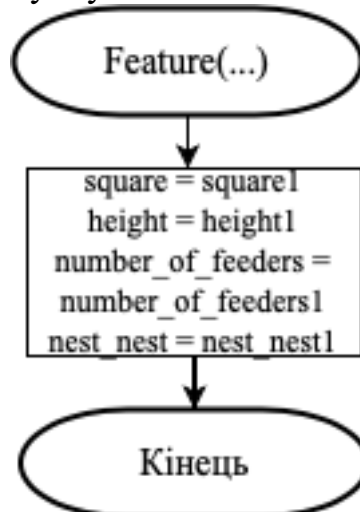 Feature(...)
square = square1
height = height1
number_of_feeders =
number_of_feeders1
nest_nest = nest_nest1
Кінець